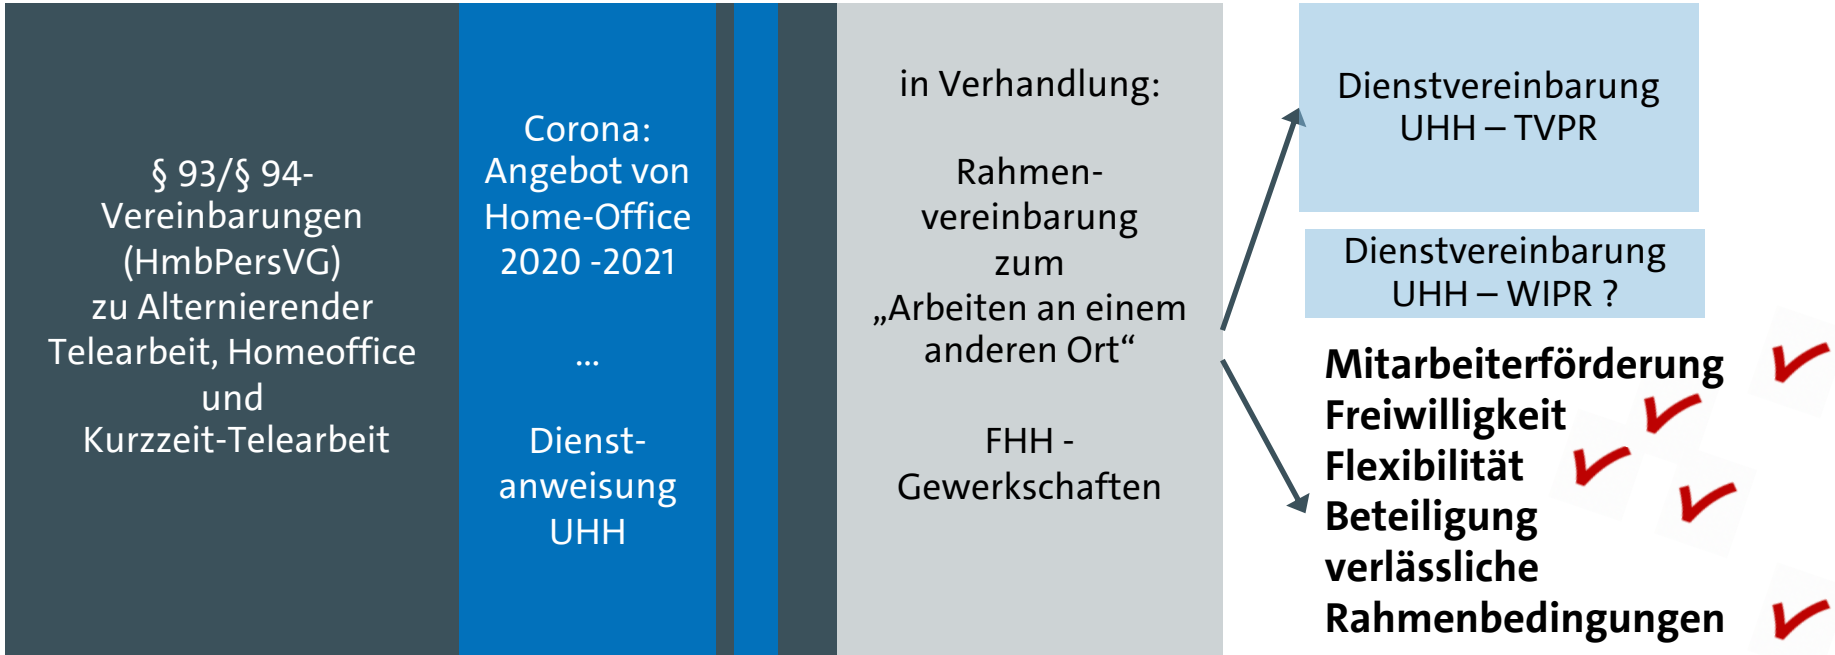 § 93/§ 94-
Vereinbarungen
(HmbPersVG)
zu Alternierender
Telearbeit, Homeoffice
und
Kurzzeit-Telearbeit
Corona:
Angebot von
Home-Office
2020 -2021
...
Dienst-
anweisung
UHH
in Verhandlung:
Rahmen-
vereinbarung
zum
„Arbeiten an einem
anderen Ort“
FHH -
Gewerkschaften
Dienstvereinbarung
UHH – TVPR
Dienstvereinbarung
UHH – WIPR ?
Mitarbeiterförderung
Freiwilligkeit
Flexibilität
Beteiligung
verlässliche
Rahmenbedingungen